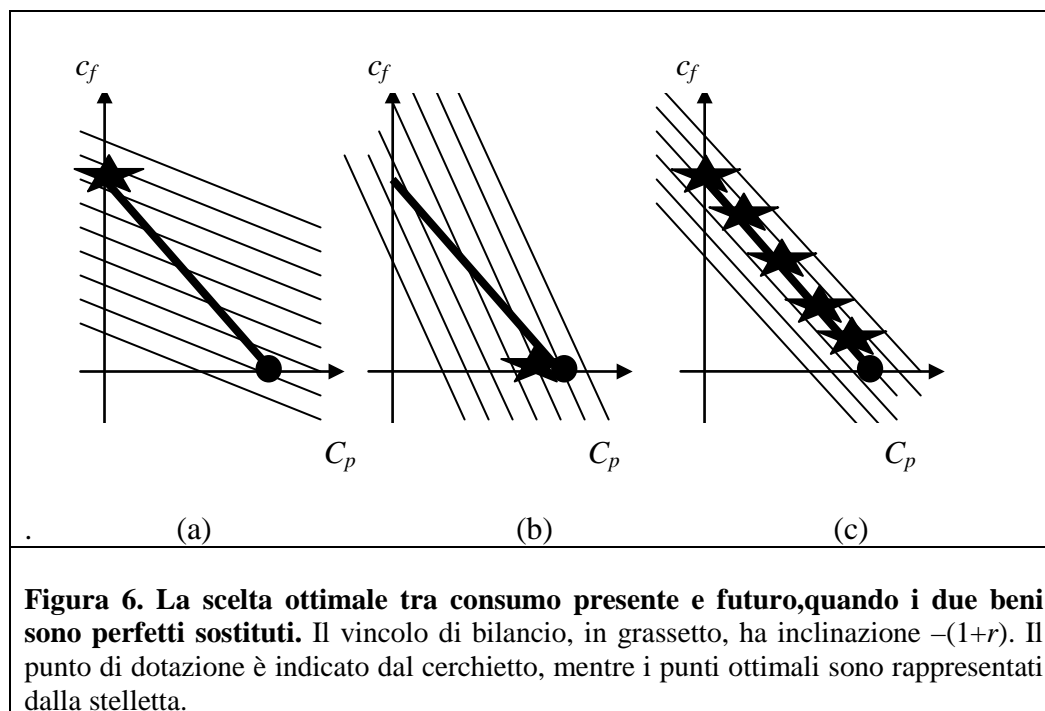 c_f c_f c_f
C_p C_p C_p
. (a) (b) (c)
Figura 6. La scelta ottimale tra consumo presente e futuro,quando i due beni
sono perfetti sostituti. Il vincolo di bilancio, in grassetto, ha inclinazione –(1+r). Il
punto di dotazione è indicato dal cerchietto, mentre i punti ottimali sono rappresentati
dalla stelletta.